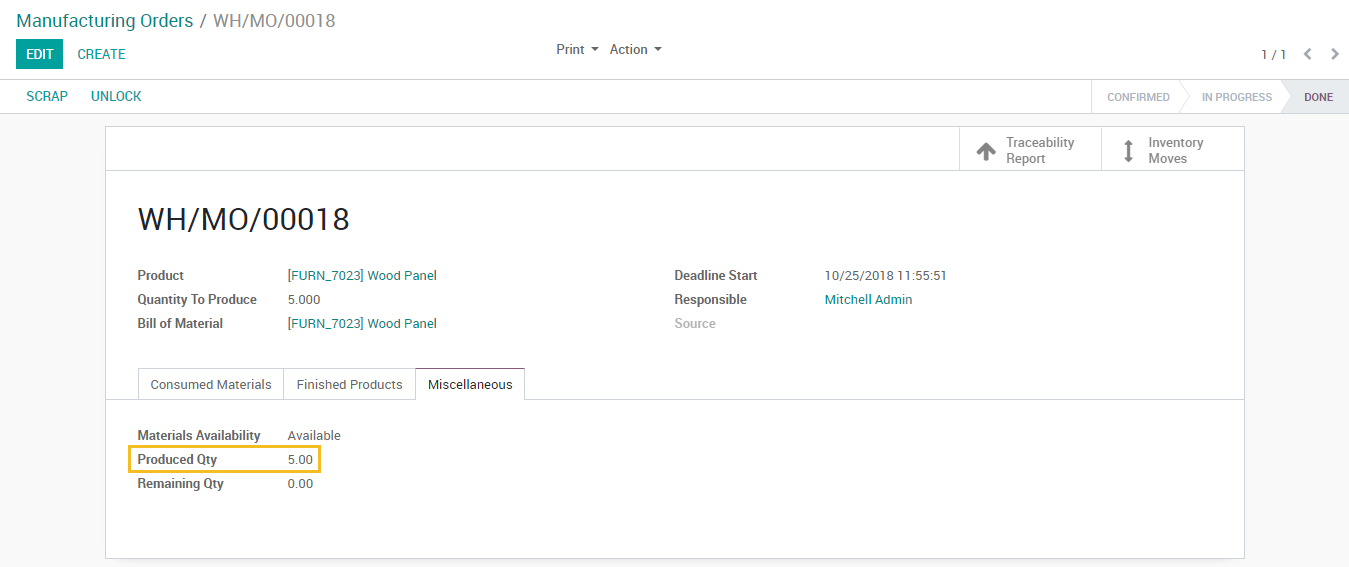 Manufacturing Orders / WH/MO/00018
EDIT CREATE Print Action 1 / 1
SCRAP UNLOCK CONFIRMED IN PROGRESS DONE
Traceability Report Inventory Moves
WH/MO/00018
Product [FURN_7023] Wood Panel Deadline Start 10/25/2018 11:55:51
Quantity To Produce 5.000 Responsible Mitchell Admin
Bill of Material [FURN_7023] Wood Panel Source
Consumed Materials Finished Products Miscellaneous
Materials Availability Available
Produced Qty 5.00
Remaining Qty 0.00